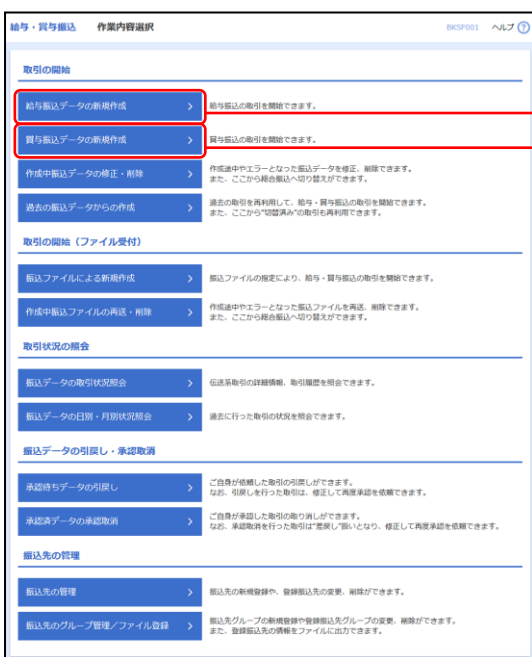 給与・賞与振込 作業内容選択 BKSF001 ヘルプ ?
取引の開始
給与振込データの新規作成 > 給与振込の取引を開始できます。
賞与振込データの新規作成 > 賞与振込の取引を開始できます。
作成中振込データの修正・削除 > 作成途中やエラーとなった振込データを修正、削除できます。
また、ここから総合振込へ切り替えができます。
過去の振込データからの作成 > 過去の取引を再利用して、給与・賞与振込の取引を開始できます。
また、ここから"切替済み"の取引も再利用できます。
取引の開始（ファイル受付）
振込ファイルによる新規作成 > 振込ファイルの指定により、給与・賞与振込の取引を開始できます。
作成中振込ファイルの再送・削除 > 作成途中やエラーとなった振込ファイルを再送、削除できます。
また、ここから総合振込へ切り替えができます。
取引状況の照会
振込データの取引状況照会 > 伝送系取引の詳細情報、取引履歴を照会できます。
振込データの日別・月別状況照会 > 過去に行った取引の状況を照会できます。
振込データの引戻し・承認取消
承認待ちデータの引戻し > ご自身が依頼した取引の引戻しができます。
なお、引戻しを行った取引は、修正して再度承認を依頼できます。
承認済データの承認取消 > ご自身が承認した取引の取り消しができます。
なお、承認取消を行った取引は"差戻し"扱いとなり、修正して再度承認を依頼できます。
振込先の管理
振込先の管理 > 振込先の新規登録や、登録振込先の変更、削除ができます。
振込先のグループ管理／ファイル登録 > 振込先グループの新規登録や登録振込先グループの変更、削除ができます。
また、登録振込先の情報をファイルに出力できます。